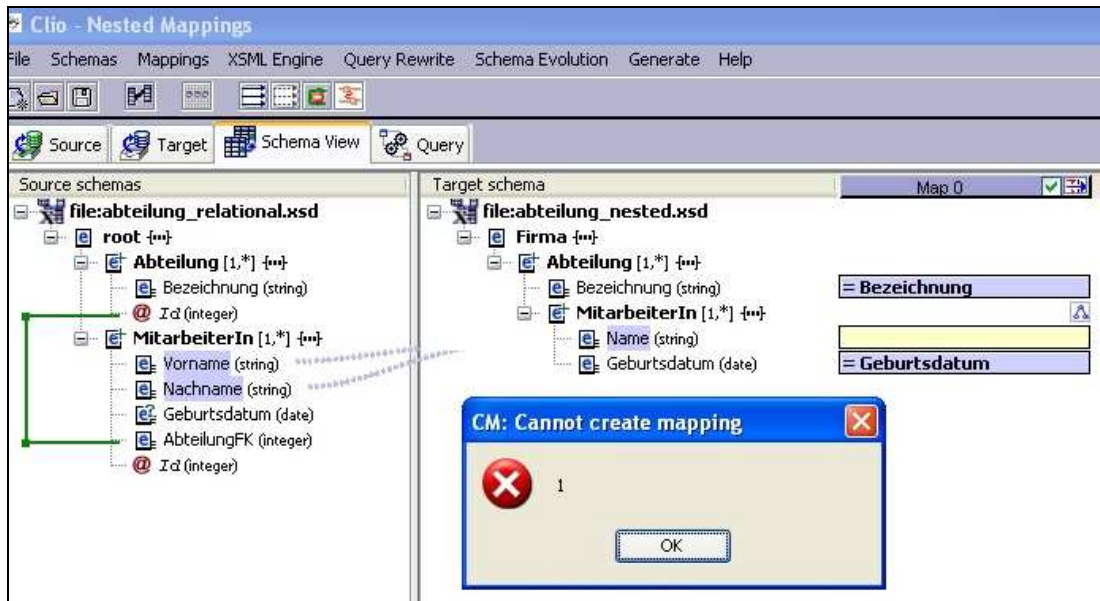 Clio - Nested Mappings
File Schemas Mappings XSML Engine Query Rewrite Schema Evolution Generate Help
Source Target Schema View Query
Source schemas
file:abteilung_relational.xsd
root {...}
Abteilung [1,*] {...}
Bezeichnung (string)
@ Id (integer)
MitarbeiterIn [1,*] {...}
Vorname (string)
Nachname (string)
Geburtsdatum (date)
AbteilungFK (integer)
@ Id (integer)
Target schema Map 0
file:abteilung_nested.xsd
Firma {...}
Abteilung [1,*] {...}
Bezeichnung (string) = Bezeichnung
MitarbeiterIn [1,*] {...}
Name (string)
Geburtsdatum (date) = Geburtsdatum
CM: Cannot create mapping
1
OK